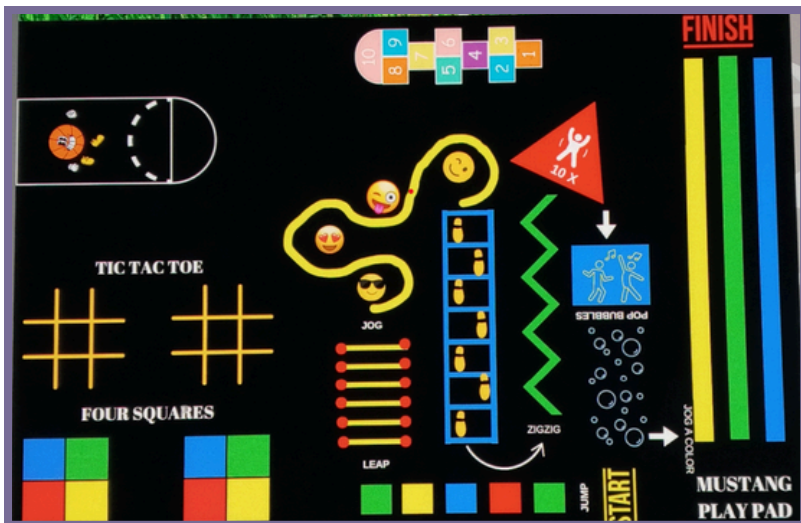 FINISH
10
9
8
7
6
5
4
3
2
1
10 X
TIC TAC TOE
POP BUBBLES
JOG
FOUR SQUARES
JOG A COLOR
ZIGZIG
LEAP
JUMP
START
MUSTANG
PLAY PAD